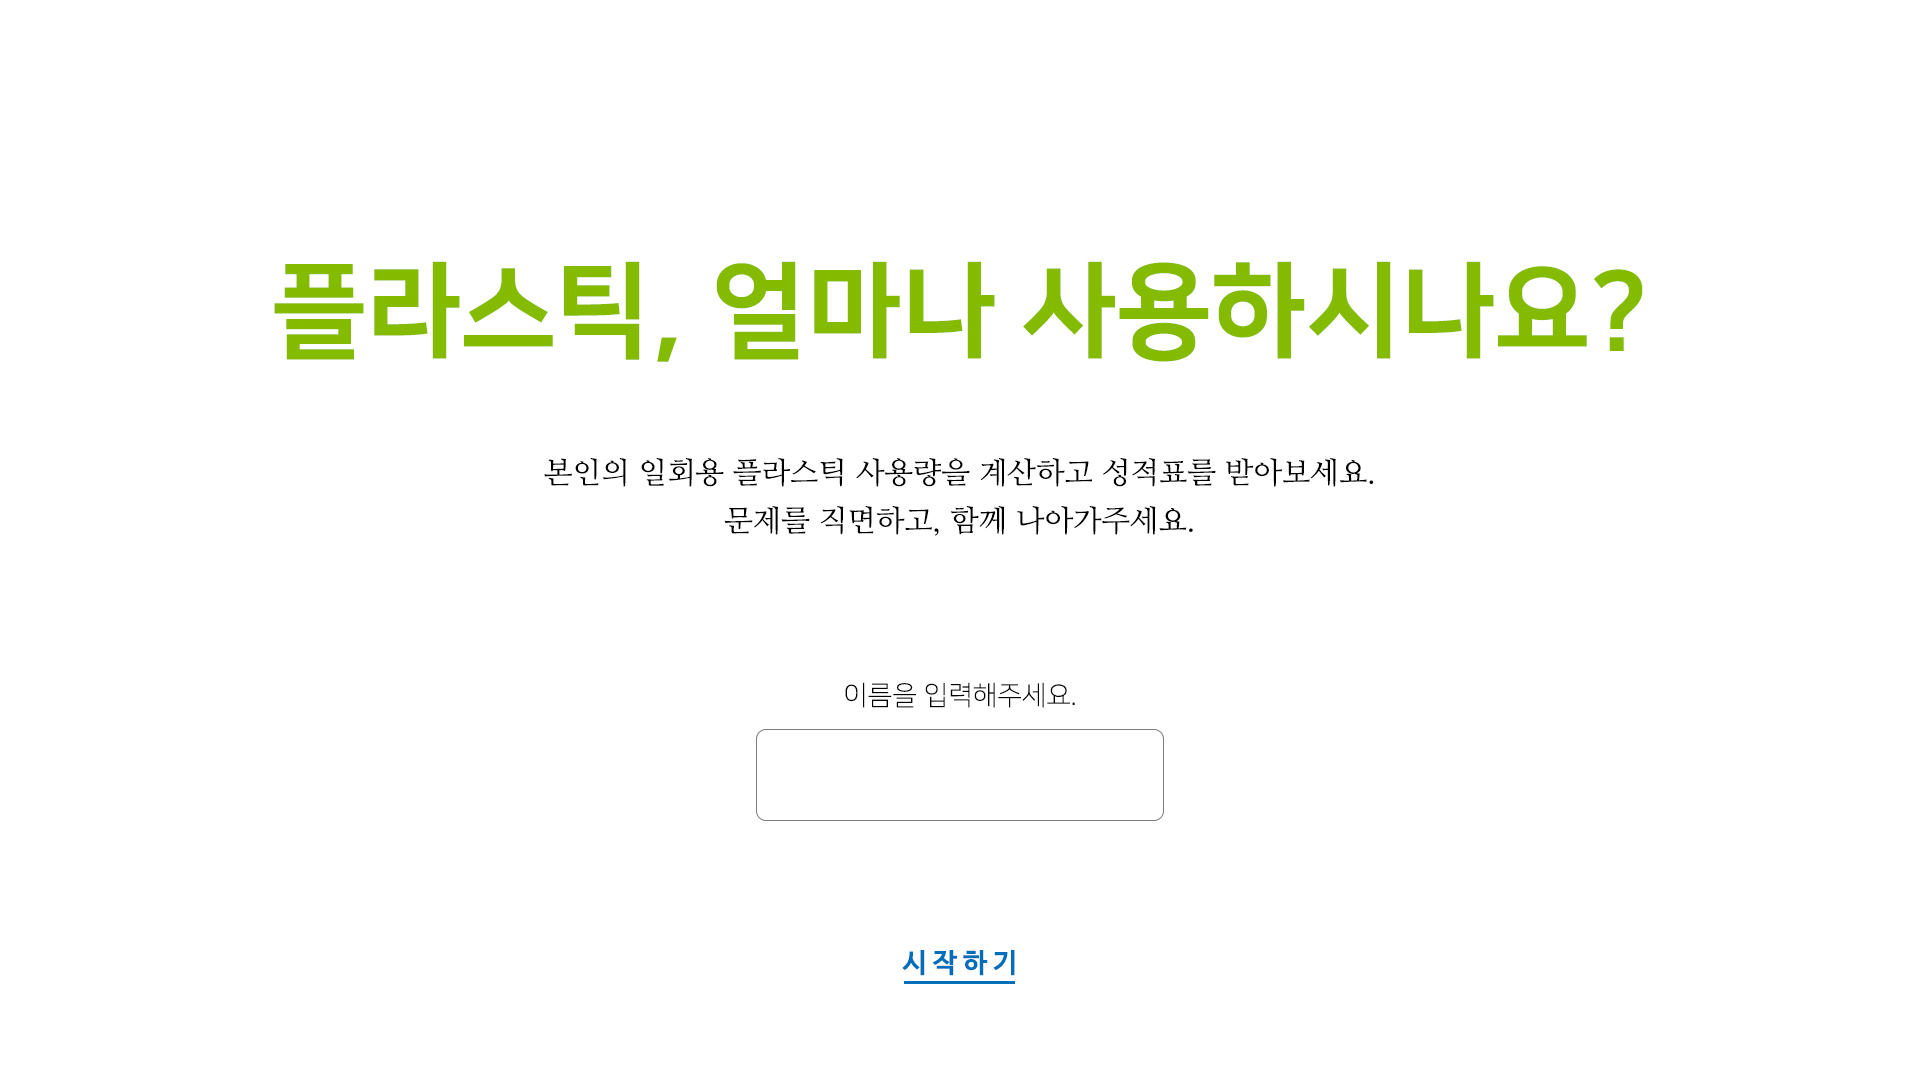 플라스틱, 얼마나 사용하시나요?
본인의 일회용 플라스틱 사용량을 계산하고 성적표를 받아보세요.
문제를 직면하고, 함께 나아가주세요.
이름을 입력해주세요.
시작하기